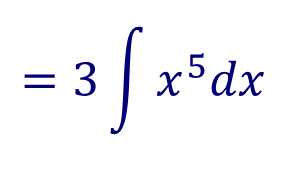 = 3 ∫ x⁵dx